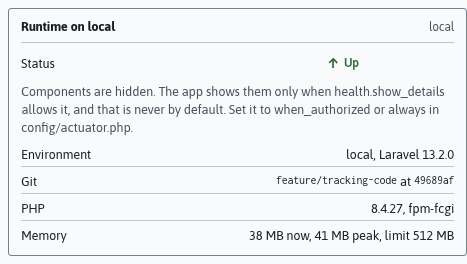 Runtime on local local
Status ↑ Up
Components are hidden. The app shows them only when health.show_details
allows it, and that is never by default. Set it to when_authorized or always in
config/actuator.php.
Environment local, Laravel 13.2.0
Git feature/tracking-code at 49689af
PHP 8.4.27, fpm-fcgi
Memory 38 MB now, 41 MB peak, limit 512 MB